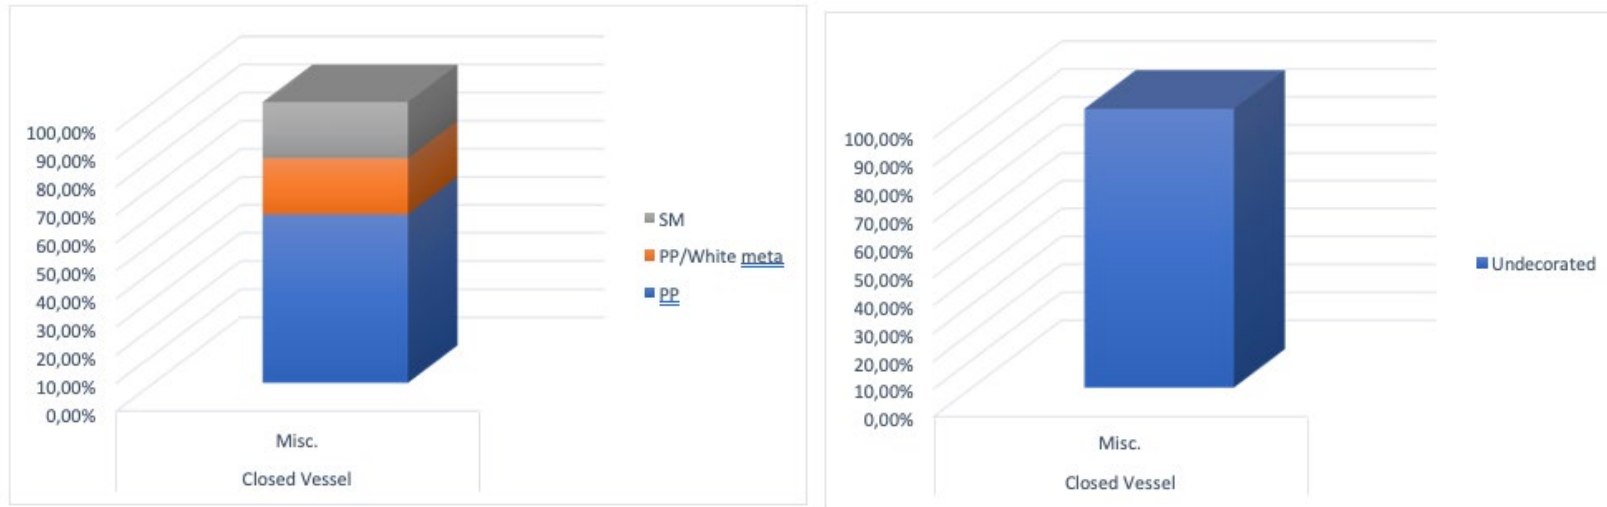 100,00%
90,00%
80,00%
70,00%
60,00%
50,00%
40,00%
30,00%
20,00%
10,00%
0,00%
Misc.
Closed Vessel
SM
PP/White meta
PP
100,00%
90,00%
80,00%
70,00%
60,00%
50,00%
40,00%
30,00%
20,00%
10,00%
0,00%
Misc.
Closed Vessel
Undecorated